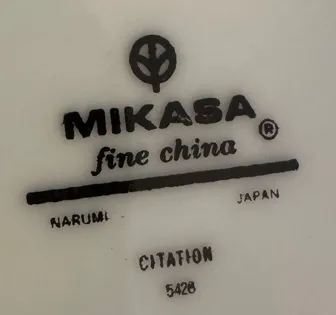 MIKASA ®
fine china
NARUMI JAPAN
CITATION
5428